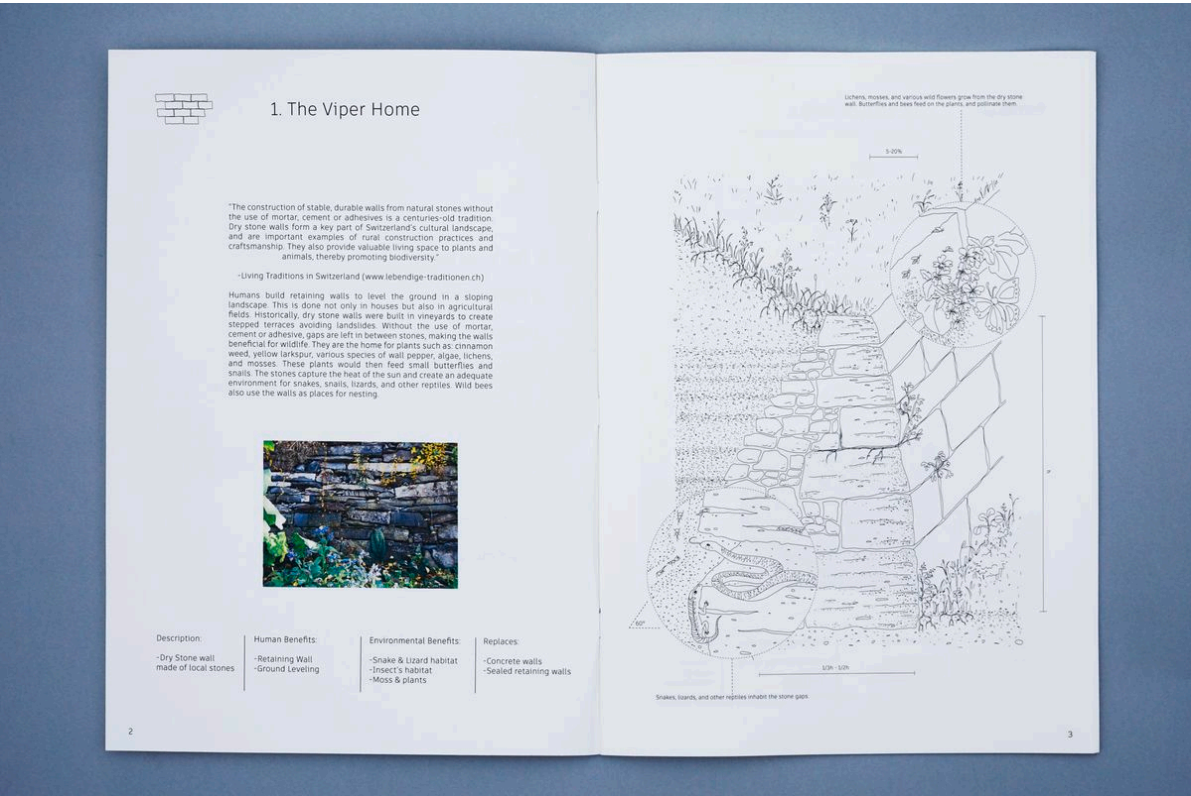 1. The Viper Home
"The construction of stable, durable walls from natural stones without
the use of mortar, cement or adhesives is a centuries-old tradition.
Dry stone walls form a key part of Switzerland's cultural landscape,
and are important examples of rural construction practices and
craftsmanship. They also provide valuable living space to plants and
animals, thereby promoting biodiversity."
-Living Traditions in Switzerland (www.lebendige-traditionen.ch)
Humans build retaining walls to level the ground in a sloping
landscape. This is done not only in houses but also in agricultural
fields. Historically, dry stone walls were built in vineyards to create
stepped terraces avoiding landslides. Without the use of mortar,
cement or adhesive, gaps are left in between stones, making the walls
beneficial for wildlife. They are the home for plants such as: cinnamon
weed, yellow larkspur, various species of wall pepper, algae, lichens,
and mosses. These plants would then feed small butterflies and
snails. The stones capture the heat of the sun and create an adequate
environment for snakes, snails, lizards, and other reptiles. Wild bees
also use the walls as places for nesting.
Description:
-Dry Stone wall
made of local stones
Human Benefits:
-Retaining Wall
-Ground Leveling
Environmental Benefits:
-Snake & Lizard habitat
-Insect's habitat
-Moss & plants
Replaces:
-Concrete walls
-Sealed retaining walls
2
Lichens, mosses, and various wild flowers grow from the dry stone
wall. Butterflies and bees feed on the plants, and pollinate them.
5-20%
60°
1/3h - 1/2h
Snakes, lizards, and other reptiles inhabit the stone gaps.
3